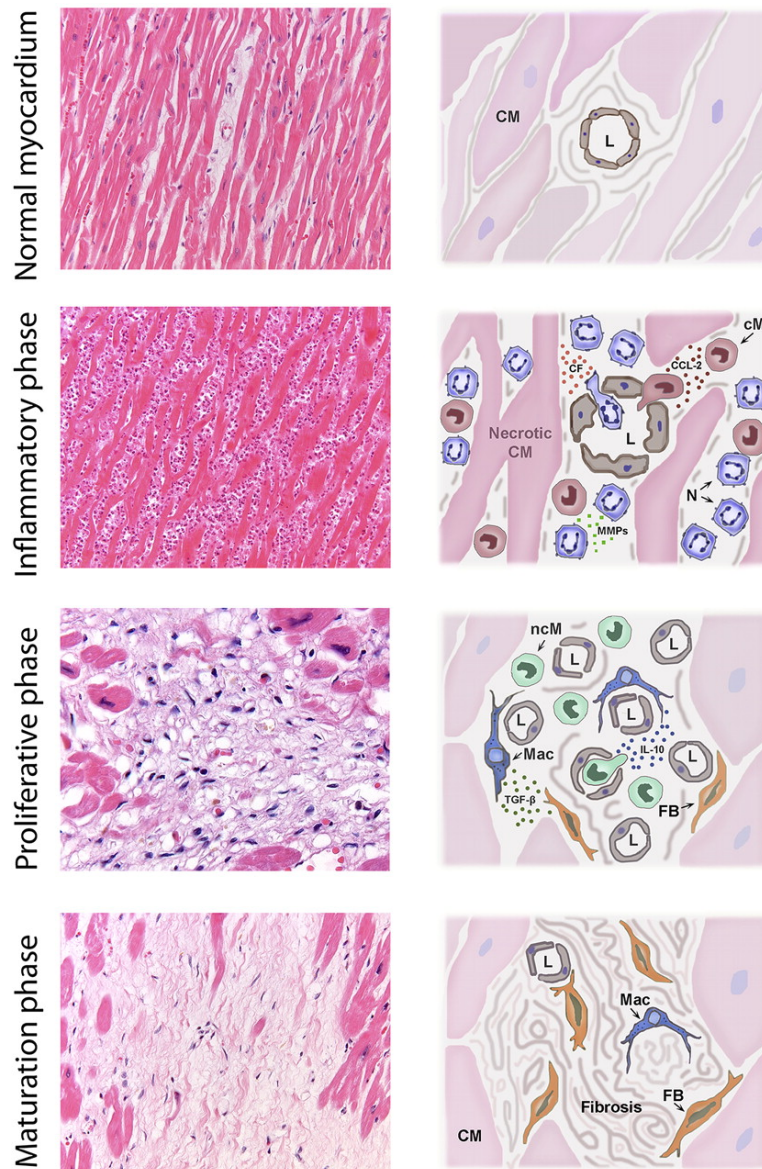 Normal myocardium
CM
L
Inflammatory phase
cM
CF
CCL-2
L
Necrotic
CM
N
MMPs
Proliferative phase
ncM
L
L
L
L
Mac
IL-10
L
TGF-β
FB
L
Maturation phase
L
Mac
FB
Fibrosis
CM